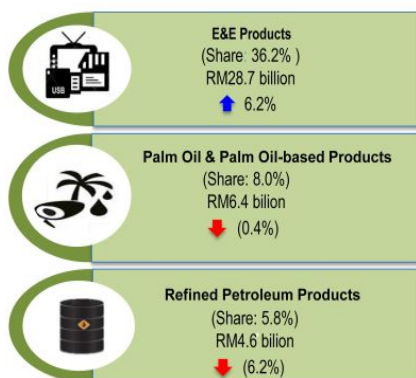 E&E Products
(Share: 36.2% )
RM28.7 billion
6.2%
USB
Palm Oil & Palm Oil-based Products
(Share: 8.0%)
RM6.4 bilion
(0.4%)
Refined Petroleum Products
(Share: 5.8%)
RM4.6 bilion
(6.2%)